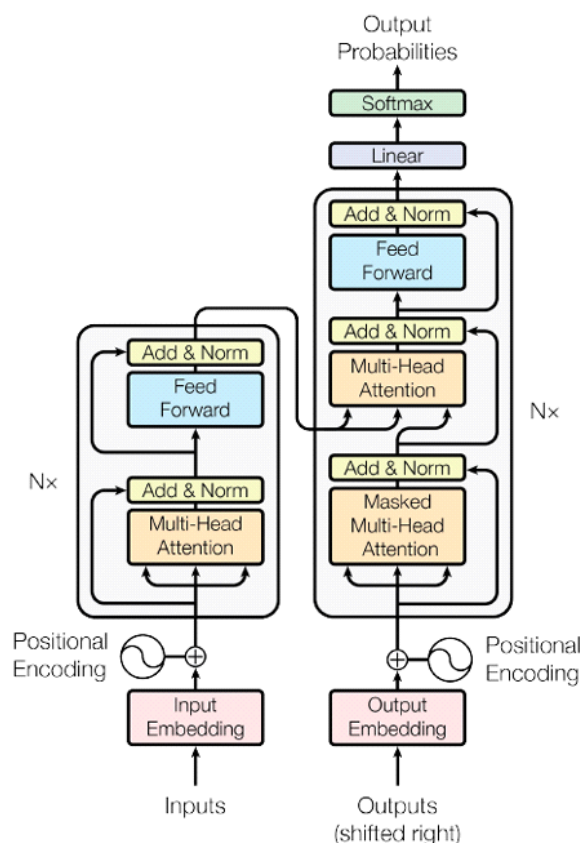 Output
Probabilities
Softmax
Linear
Add & Norm
Feed
Forward
Add & Norm
Multi-Head
Attention
Add & Norm
Masked
Multi-Head
Attention
N×
Add & Norm
Feed
Forward
Add & Norm
Multi-Head
Attention
N×
Positional
Encoding
Positional
Encoding
Input
Embedding
Output
Embedding
Inputs
Outputs
(shifted right)